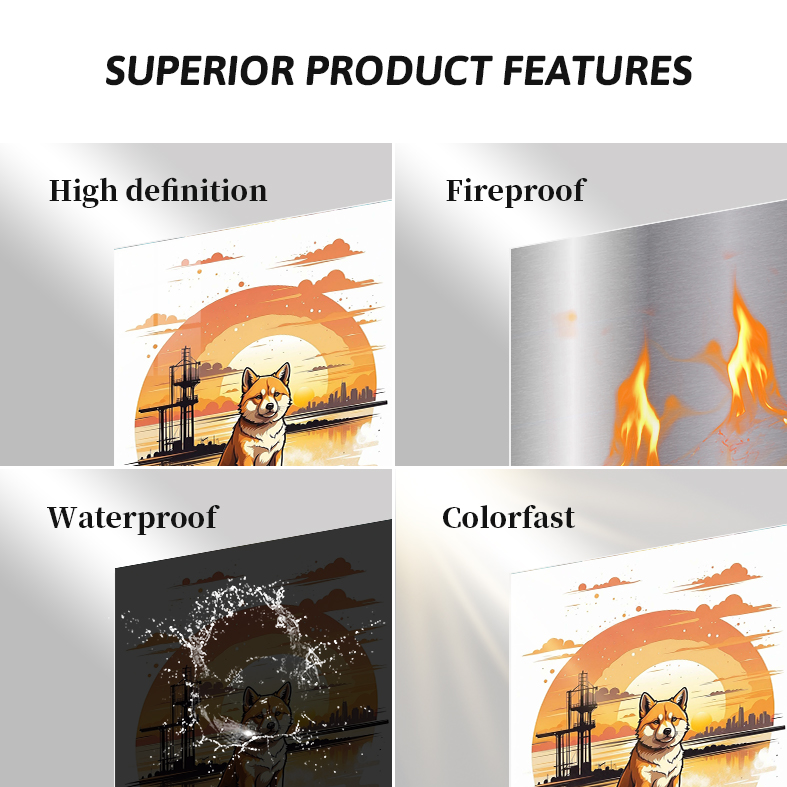 SUPERIOR PRODUCT FEATURES
High definition
Fireproof
Waterproof
Colorfast